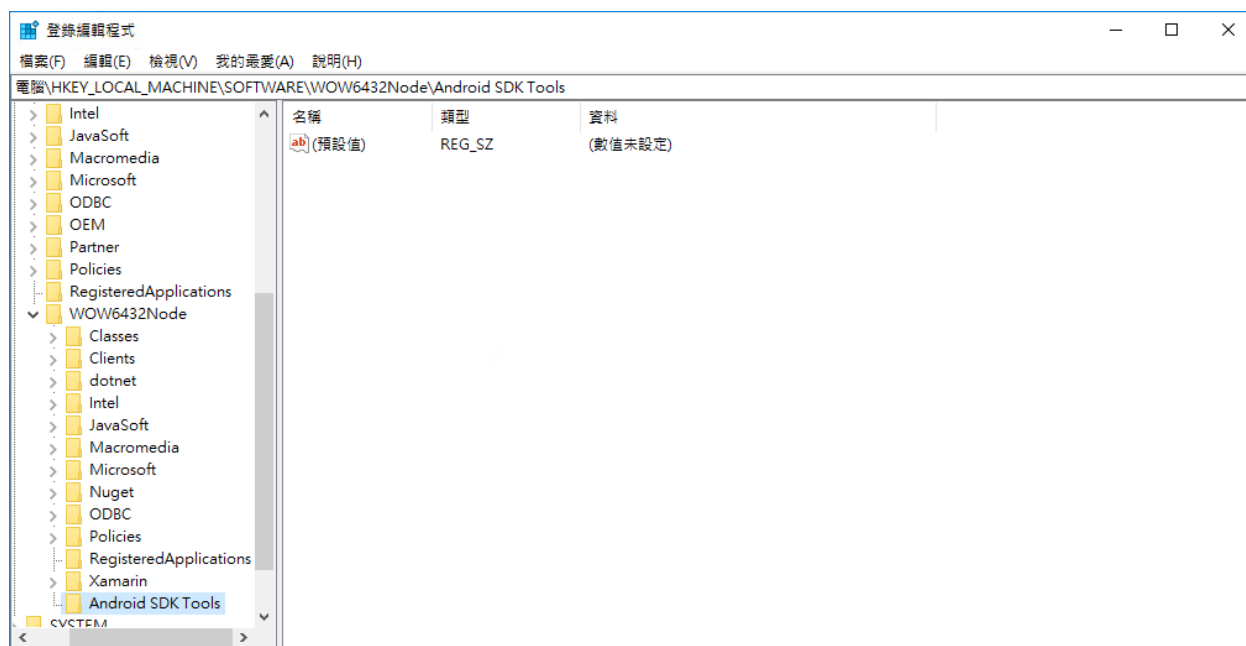 登錄編輯程式
檔案(F) 編輯(E) 檢視(V) 我的最愛(A) 說明(H)
電腦\HKEY_LOCAL_MACHINE\SOFTWARE\WOW6432Node\Android SDK Tools
Intel
JavaSoft
Macromedia
Microsoft
ODBC
OEM
Partner
Policies
RegisteredApplications
WOW6432Node
Classes
Clients
dotnet
Intel
JavaSoft
Macromedia
Microsoft
Nuget
ODBC
Policies
RegisteredApplications
Xamarin
Android SDK Tools
SYSTEM
名稱 類型 資料
ab (預設值) REG_SZ (數值未設定)